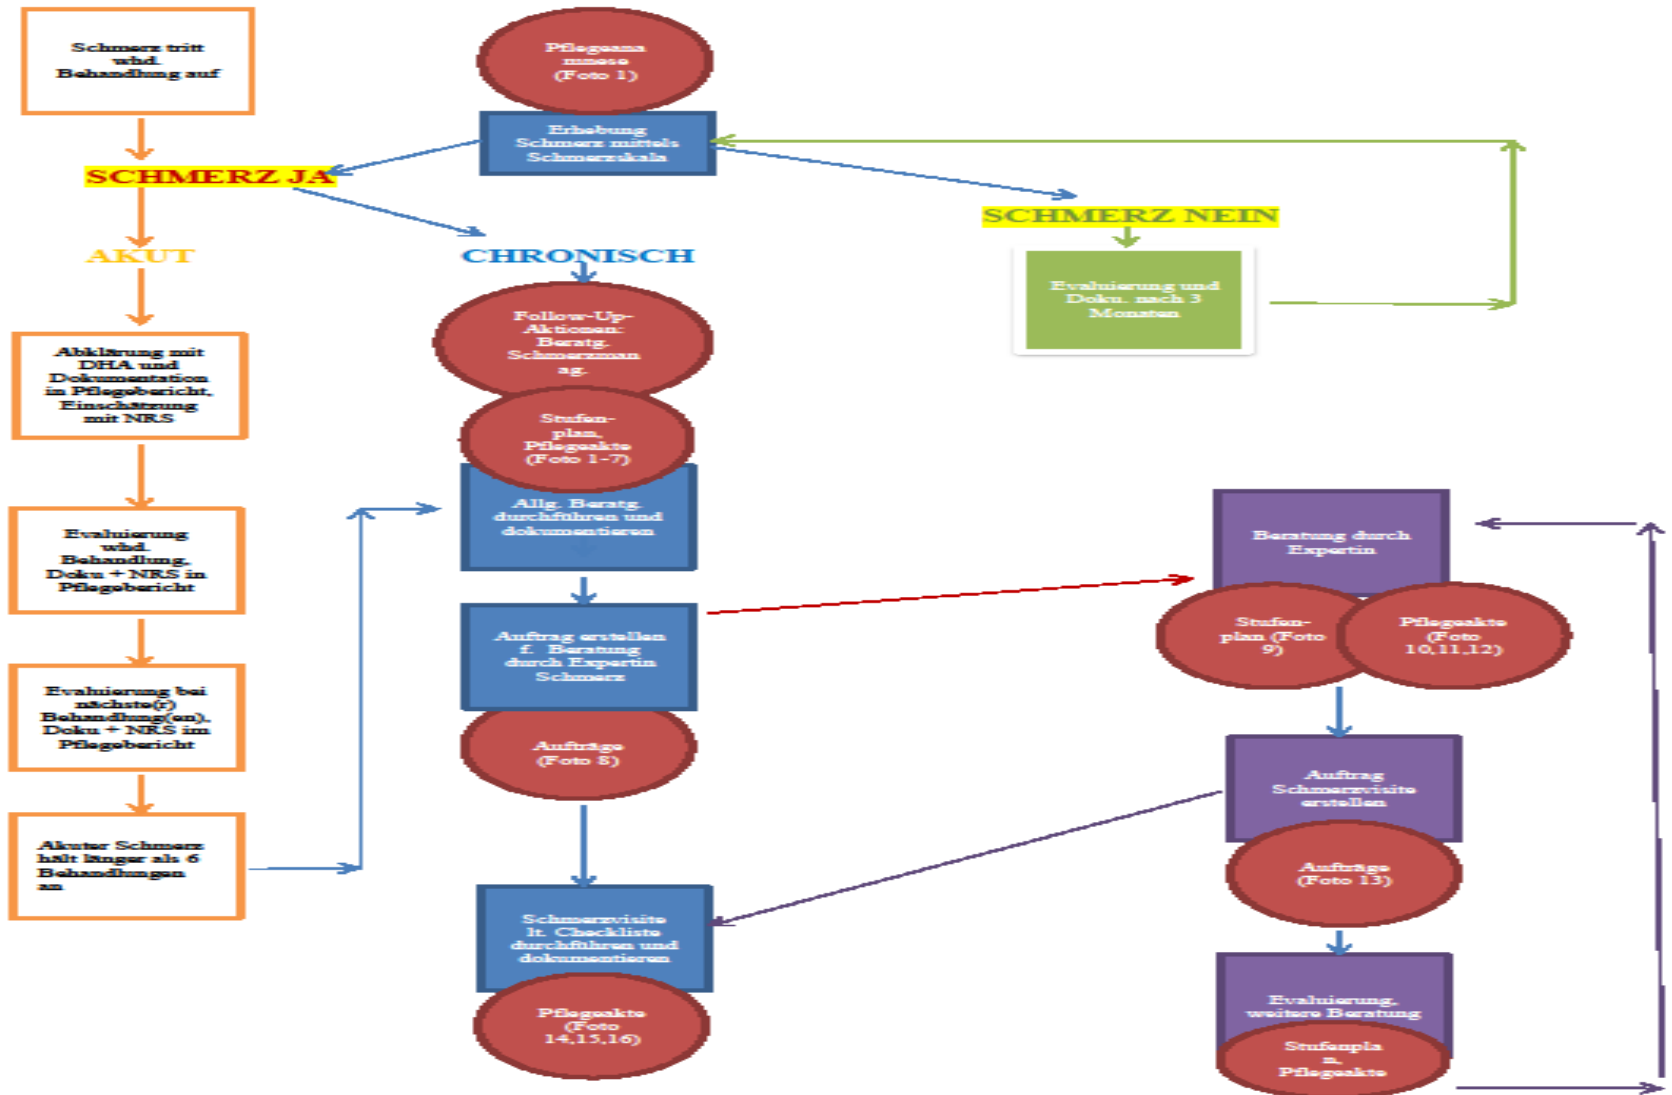 Schmerz tritt
whd.
Behandlung auf
Pflegeana
mnese
(Foto 1)
Erhebung
Schmerz mittels
Schmerzskala
SCHMERZ JA
SCHMERZ NEIN
AKUT
CHRONISCH
Evaluierung und
Doku. nach 3
Monaten
Follow-Up-
Aktionen:
Beratg.
Schmerzman
ag.
Abklärung mit
DHA und
Dokumentation
in Pflegebericht,
Einschätzung
mit NRS
Stufen-
plan,
Pflegeakte
(Foto 1-7)
Allg. Beratg.
durchführen und
dokumentieren
Evaluierung
whd.
Behandlung,
Doku + NRS in
Pflegebericht
Beratung durch
Expertin
Auftrag erstellen
f. Beratung
durch Expertin
Schmerz
Stufen-
plan (Foto
9)
Pflegeakte
(Foto
10,11,12)
Evaluierung bei
nächste(r)
Behandlung(en),
Doku + NRS im
Pflegebericht
Aufträge
(Foto 8)
Auftrag
Schmerzvisite
erstellen
Akuter Schmerz
hält länger als 6
Behandlungen
an
Aufträge
(Foto 13)
Schmerzvisite
lt. Checkliste
durchführen und
dokumentieren
Pflegeakte
(Foto
14,15,16)
Evaluierung,
weitere Beratung
Stufenpla
n,
Pflegeakte